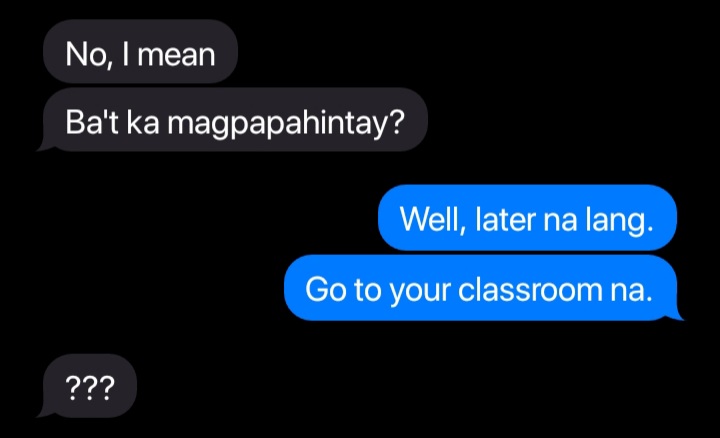 No, I mean
Ba't ka magpapahintay?
Well, later na lang.
Go to your classroom na.
???